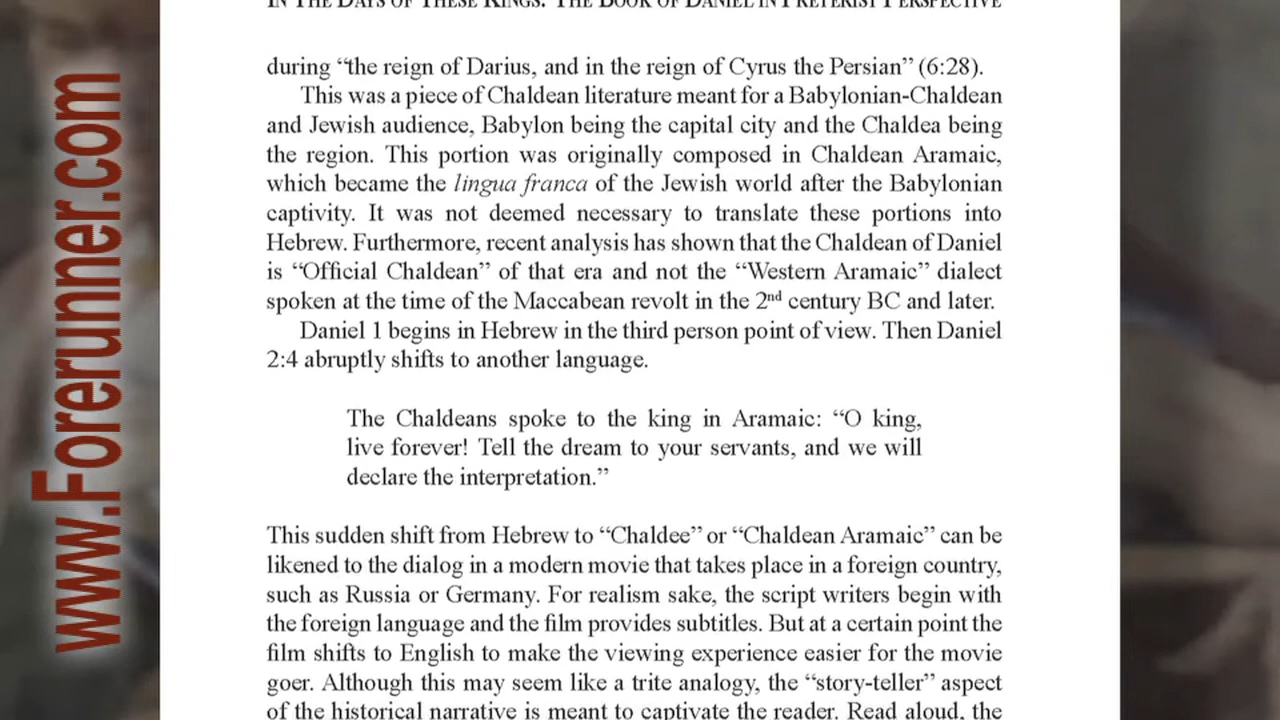 IN THE DAYS OF THESE KINGS: THE BOOK OF DANIEL IN PRETERIST PERSPECTIVE
during “the reign of Darius, and in the reign of Cyrus the Persian” (6:28).
This was a piece of Chaldean literature meant for a Babylonian-Chaldean
and Jewish audience, Babylon being the capital city and the Chaldea being
the region. This portion was originally composed in Chaldean Aramaic,
which became the lingua franca of the Jewish world after the Babylonian
captivity. It was not deemed necessary to translate these portions into
Hebrew. Furthermore, recent analysis has shown that the Chaldean of Daniel
is “Official Chaldean” of that era and not the “Western Aramaic” dialect
spoken at the time of the Maccabean revolt in the 2nd century BC and later.
Daniel 1 begins in Hebrew in the third person point of view. Then Daniel
2:4 abruptly shifts to another language.
The Chaldeans spoke to the king in Aramaic: “O king,
live forever! Tell the dream to your servants, and we will
declare the interpretation.”
This sudden shift from Hebrew to “Chaldee” or “Chaldean Aramaic” can be
likened to the dialog in a modern movie that takes place in a foreign country,
such as Russia or Germany. For realism sake, the script writers begin with
the foreign language and the film provides subtitles. But at a certain point the
film shifts to English to make the viewing experience easier for the movie
goer. Although this may seem like a trite analogy, the “story-teller” aspect
of the historical narrative is meant to captivate the reader. Read aloud, the
www.Forerunner.com